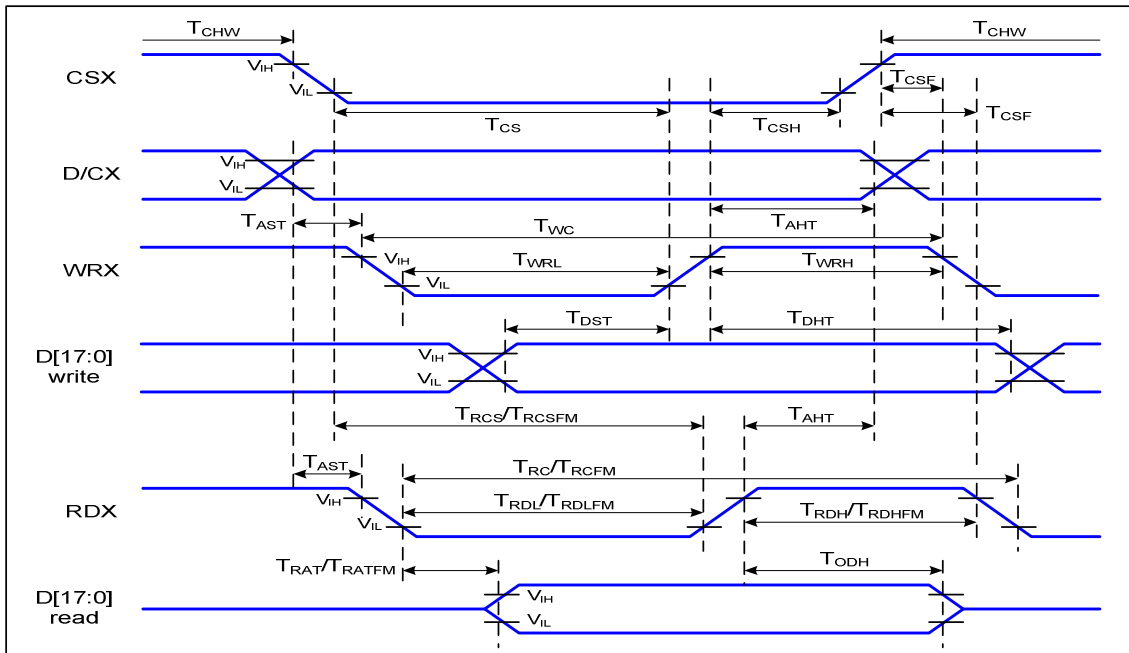 TCHW TCHW
CSX VIH TCSF
VIL TCSF
TCS TCSH
D/CX VIH
VIL
TAST TWC TAHT
WRX VIH TWRL TWRH
VIL
TDST TDHT
D[17:0] VIH
write VIL
TRCS/TRCSFM TAHT
TAST TRC/TRCFM
RDX VIH TRDL/TRDLFM TRDH/TRDHFM
VIL
TRAT/TRATFM TODH
D[17:0] VIH
read VIL